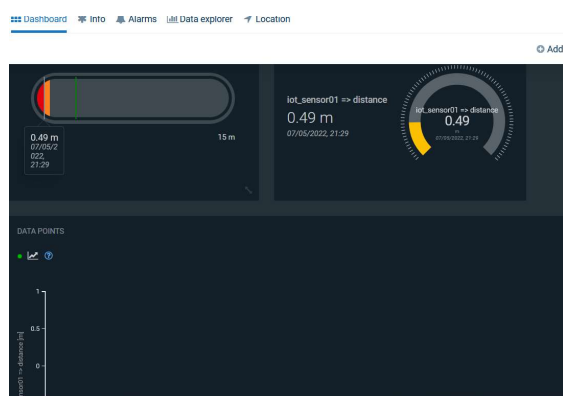 Dashboard Info Alarms Data explorer Location
Add
0.49 m
07/05/2
022,
21:29
15 m
iot_sensor01 => distance
0.49 m
07/05/2022, 21:29
iot_sensor01 => distance
0.49
m
07/05/2022, 21:29
DATA POINTS
1
0.5
0
nsor01 => distance [m]